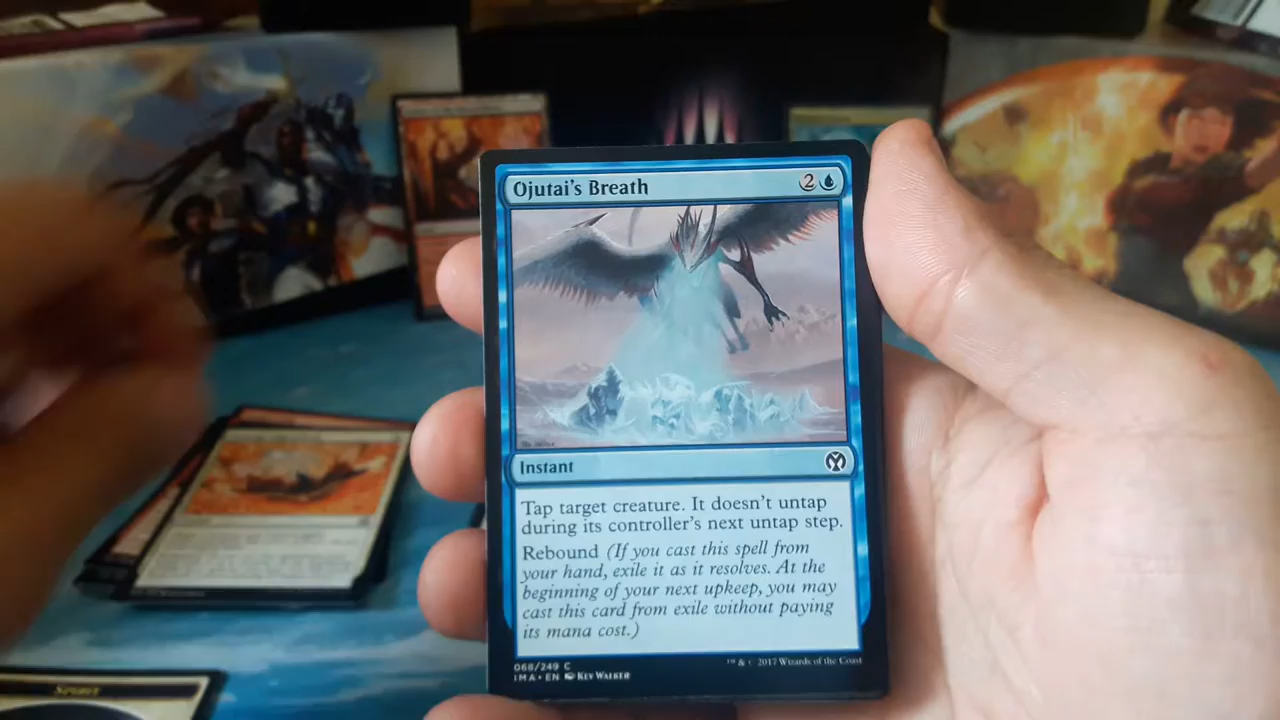 Ojutai's Breath 2
Instant
Tap target creature. It doesn't untap
during its controller's next untap step.
Rebound (If you cast this spell from
your hand, exile it as it resolves. At the
beginning of your next upkeep, you may
cast this card from exile without paying
its mana cost.)
068/249 C
IMA • EN Kev Walker
™ & © 2017 Wizards of the Coast